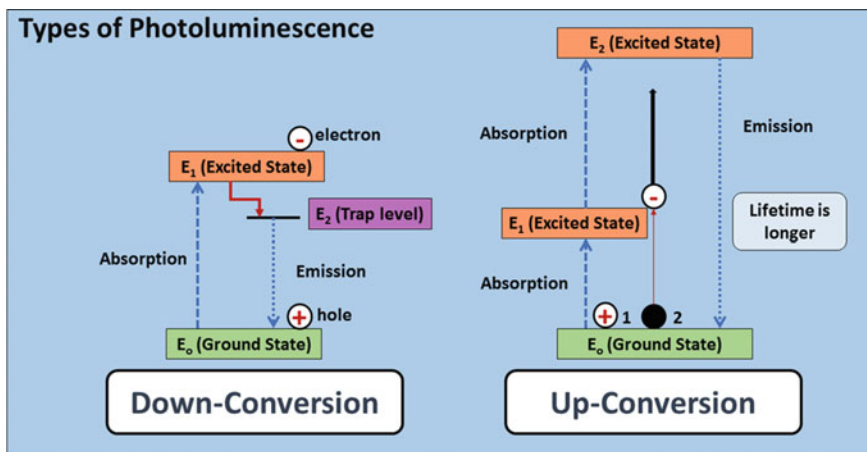 Types of Photoluminescence
- electron
E₁ (Excited State)
E₂ (Trap level)
Absorption
Emission
+ hole
Eₒ (Ground State)
Down-Conversion
E₂ (Excited State)
Absorption
Emission
-
E₁ (Excited State)
Lifetime is
longer
Absorption
+ 1 2
Eₒ (Ground State)
Up-Conversion